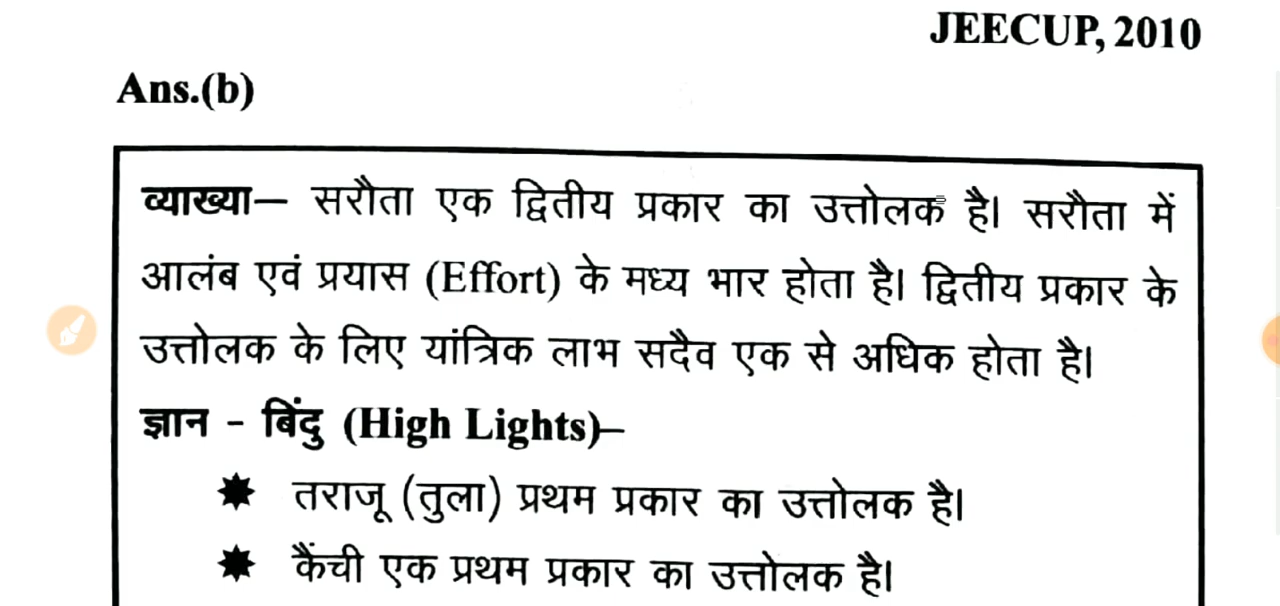 JEECUP, 2010
Ans.(b)
व्याख्या– सरौता एक द्वितीय प्रकार का उत्तोलक है। सरौता में
आलंब एवं प्रयास (Effort) के मध्य भार होता है। द्वितीय प्रकार के
उत्तोलक के लिए यांत्रिक लाभ सदैव एक से अधिक होता है।
ज्ञान - बिंदु (High Lights)–
✷ तराजू (तुला) प्रथम प्रकार का उत्तोलक है।
✷ कैंची एक प्रथम प्रकार का उत्तोलक है।